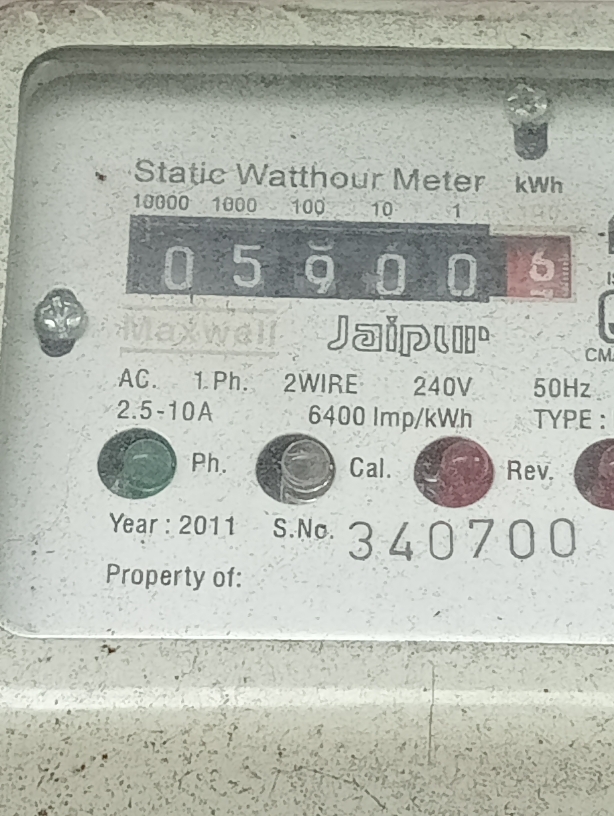 Static Watthour Meter kWh
10000 1000 100 10 1
0 5 9 0 0 6
Maxwell Jaipur
AC. 1 Ph. 2WIRE 240V 50Hz
2.5-10A 6400 Imp/kWh TYPE :
Ph. Cal. Rev.
Year : 2011 S.No. 340700
Property of: